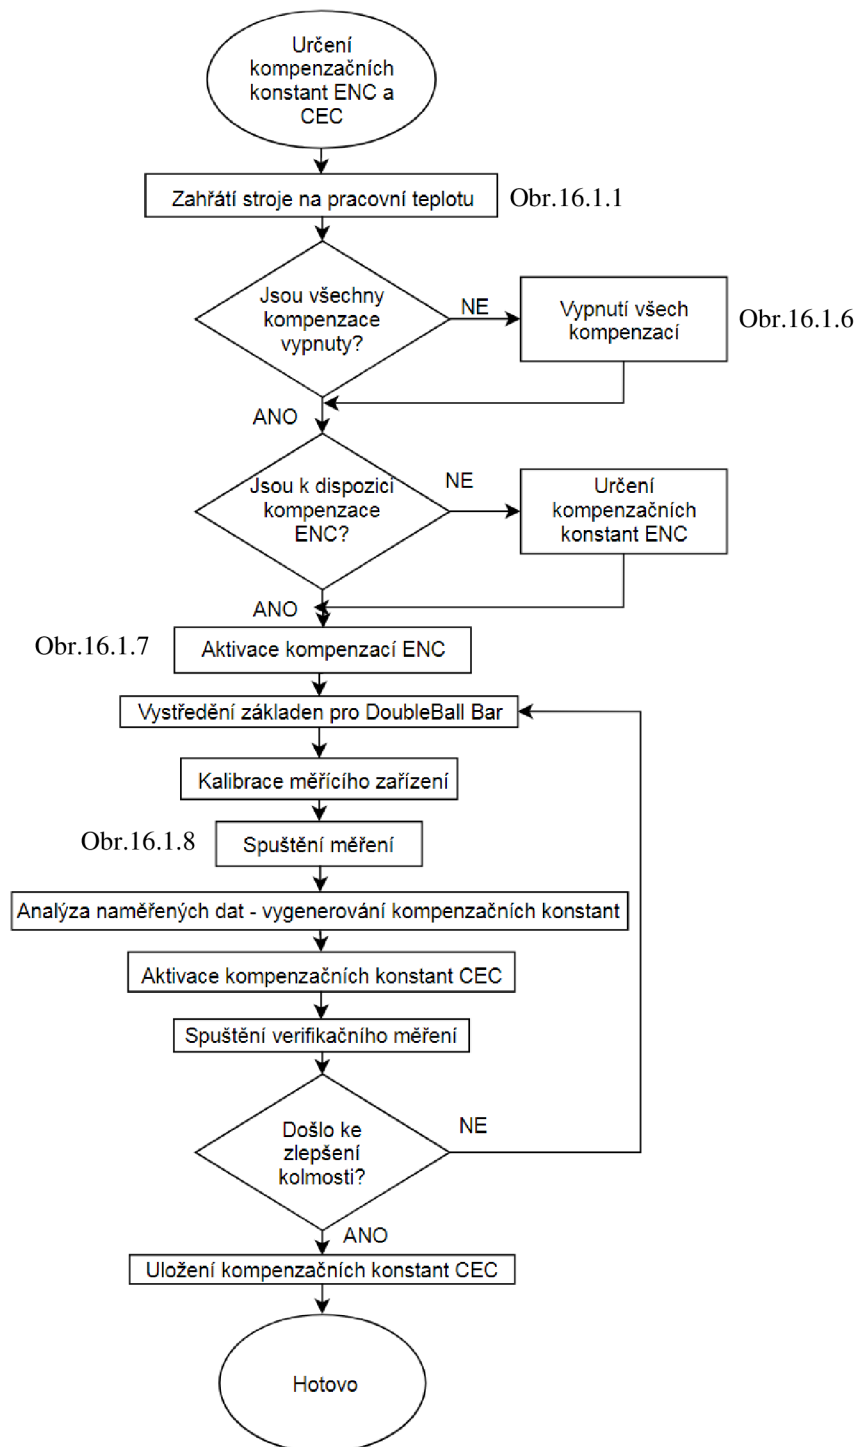 Určení
kompenzačních
konstant ENC a
CEC
Zahřátí stroje na pracovní teplotu
Obr.16.1.1
Jsou všechny
kompenzace
vypnuty?
NE
Vypnutí všech
kompenzací
Obr.16.1.6
ANO
Jsou k dispozici
kompenzace
ENC?
NE
Určení
kompenzačních
konstant ENC
ANO
Obr.16.1.7
Aktivace kompenzací ENC
Vystředění základen pro DoubleBall Bar
Kalibrace měřícího zařízení
Obr.16.1.8
Spuštění měření
Analýza naměřených dat - vygenerování kompenzačních konstant
Aktivace kompenzačních konstant CEC
Spuštění verifikačního měření
Došlo ke
zlepšení
kolmosti?
NE
ANO
Uložení kompenzačních konstant CEC
Hotovo